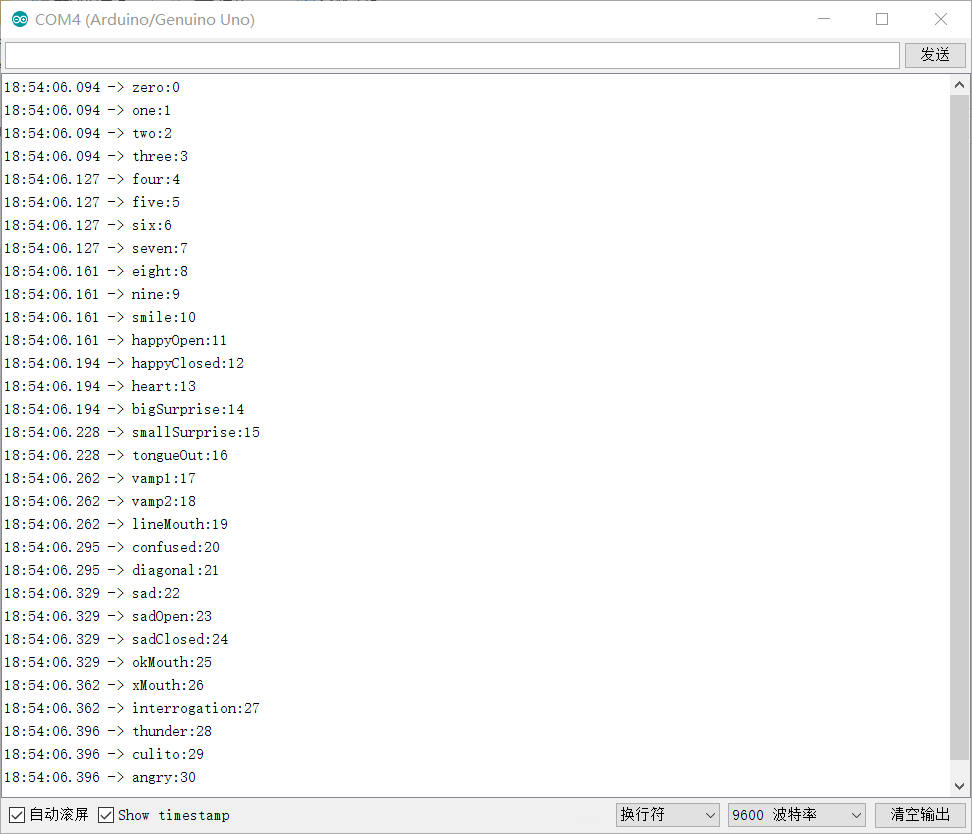 COM4 (Arduino/Genuino Uno)
发送
18:54:06.094 -> zero:0
18:54:06.094 -> one:1
18:54:06.094 -> two:2
18:54:06.094 -> three:3
18:54:06.127 -> four:4
18:54:06.127 -> five:5
18:54:06.127 -> six:6
18:54:06.127 -> seven:7
18:54:06.161 -> eight:8
18:54:06.161 -> nine:9
18:54:06.161 -> smile:10
18:54:06.161 -> happyOpen:11
18:54:06.194 -> happyClosed:12
18:54:06.194 -> heart:13
18:54:06.194 -> bigSurprise:14
18:54:06.228 -> smallSurprise:15
18:54:06.228 -> tongueOut:16
18:54:06.262 -> vamp1:17
18:54:06.262 -> vamp2:18
18:54:06.262 -> lineMouth:19
18:54:06.295 -> confused:20
18:54:06.295 -> diagonal:21
18:54:06.329 -> sad:22
18:54:06.329 -> sadOpen:23
18:54:06.329 -> sadClosed:24
18:54:06.329 -> okMouth:25
18:54:06.362 -> xMouth:26
18:54:06.362 -> interrogation:27
18:54:06.396 -> thunder:28
18:54:06.396 -> culito:29
18:54:06.396 -> angry:30
自动滚屏 Show timestamp 换行符 9600 波特率 清空输出